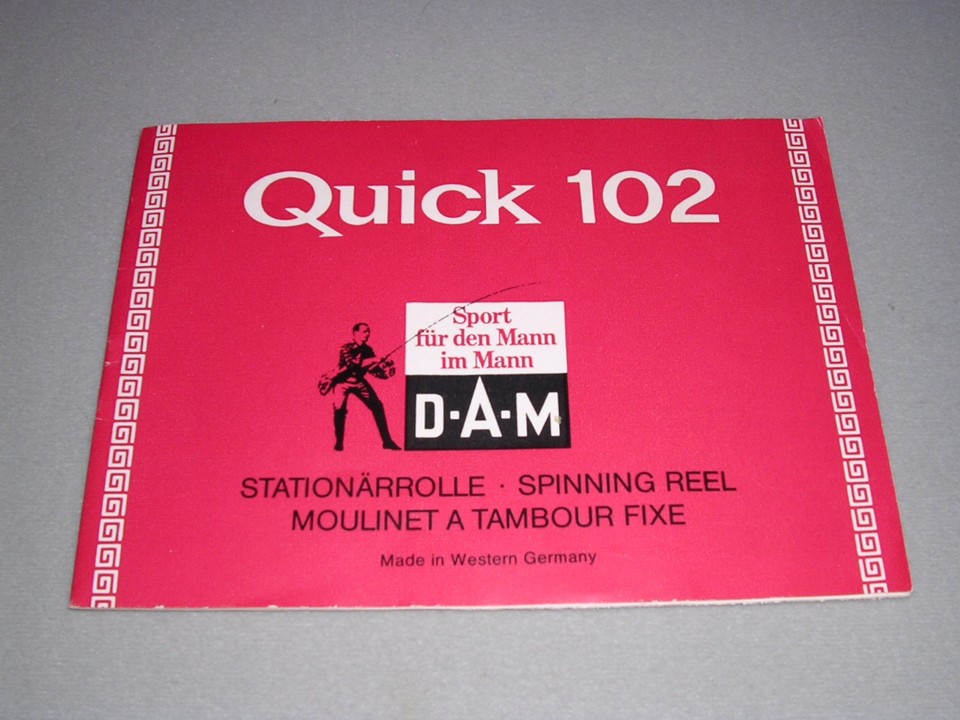 Quick 102
Sport
für den Mann
im Mann
D·A·M
STATIONÄRROLLE · SPINNING REEL
MOULINET A TAMBOUR FIXE
Made in Western Germany